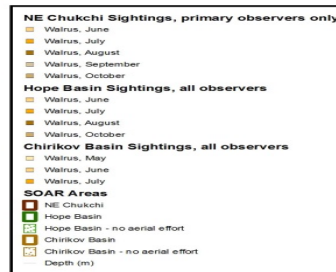 NE Chukchi Sightings, primary observers only
Walrus, June
Walrus, July
Walrus, August
Walrus, September
Walrus, October
Hope Basin Sightings, all observers
Walrus, June
Walrus, July
Walrus, August
Walrus, October
Chirikov Basin Sightings, all observers
Walrus, May
Walrus, June
Walrus, July
SOAR Areas
NE Chukchi
Hope Basin
Hope Basin - no aerial effort
Chirikov Basin
Chirikov Basin - no aerial effort
Depth (m)